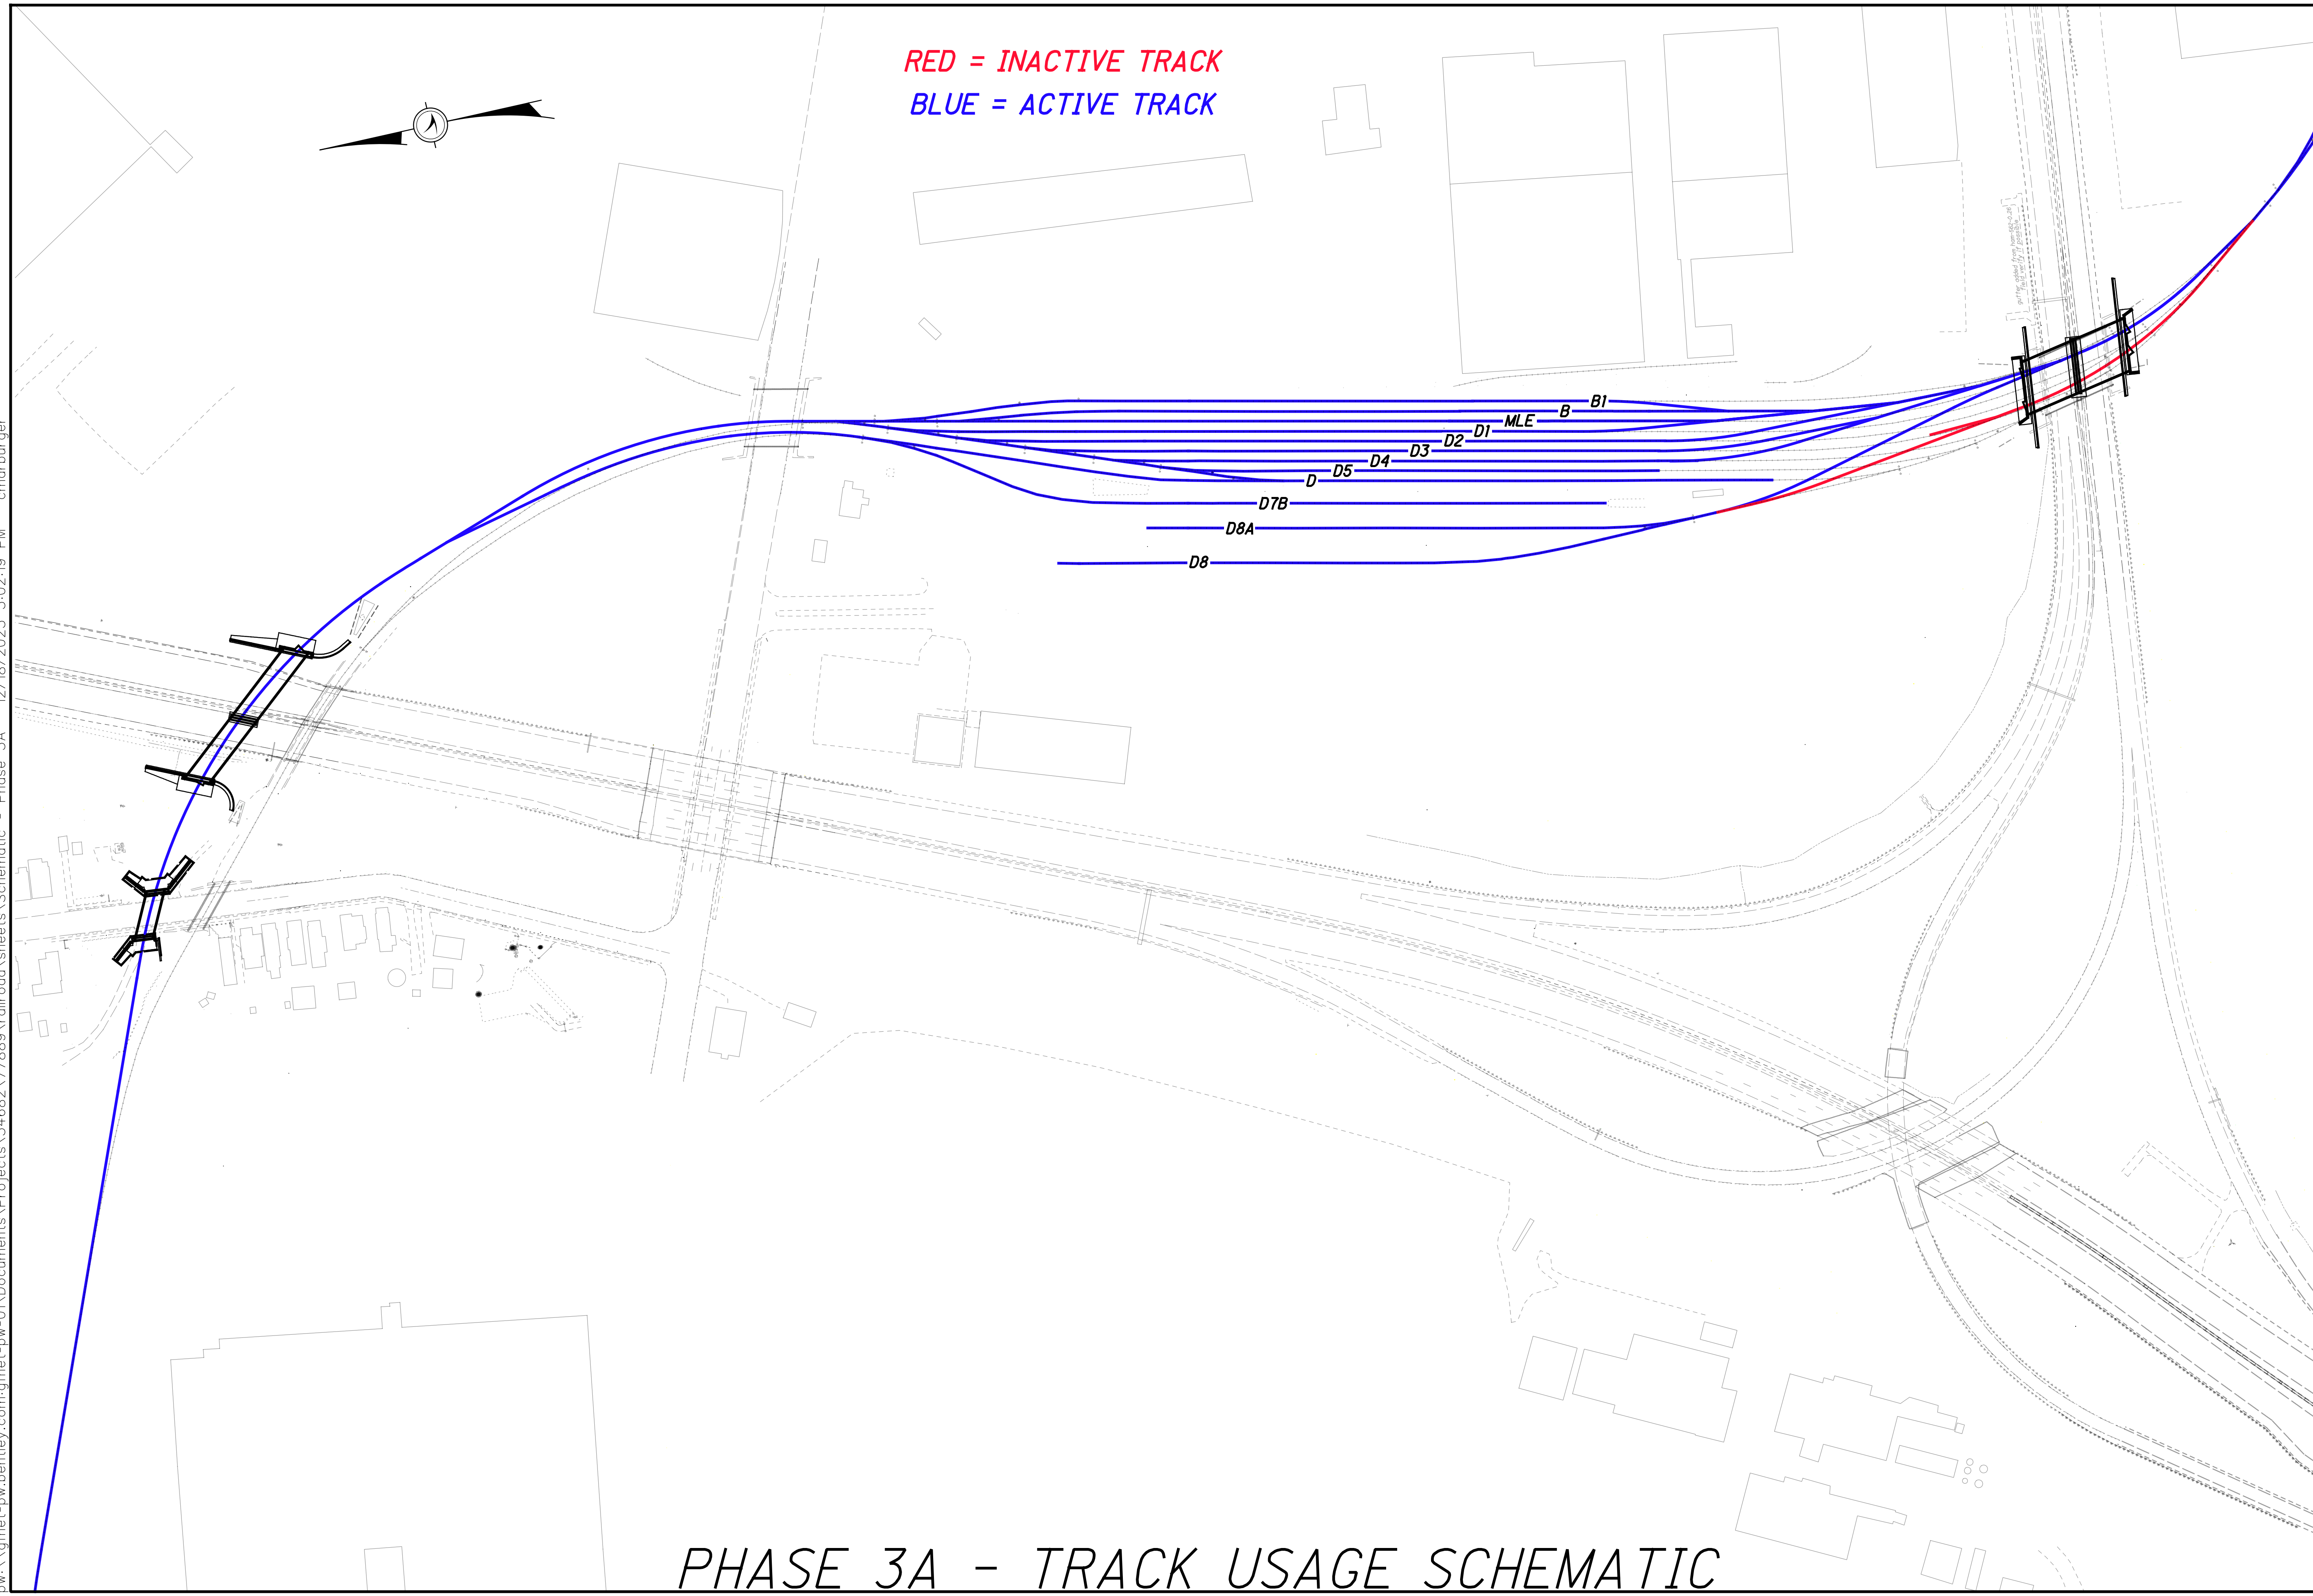 RED = INACTIVE TRACK
BLUE = ACTIVE TRACK
B1
B
MLE
D1
D2
D3
D4
D5
D
D7B
D8A
D8
PHASE 3A - TRACK USAGE SCHEMATIC